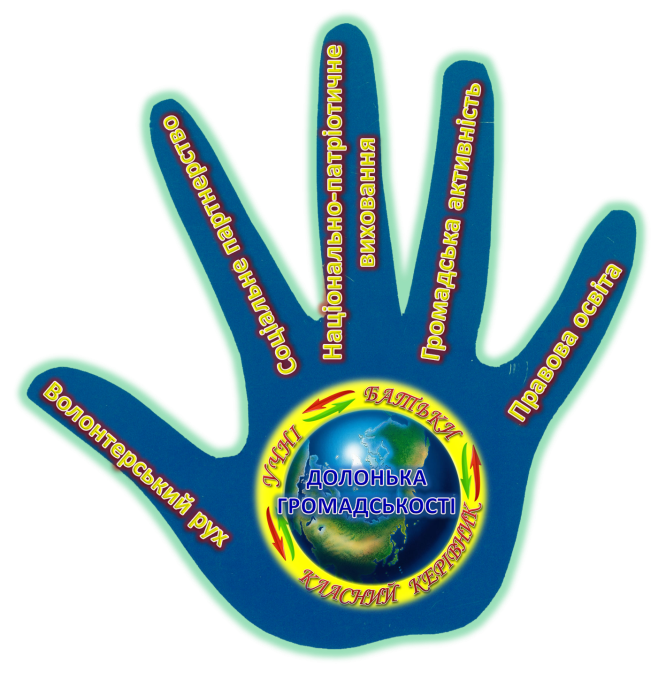 Волонтерський рух
Соціальне партнерство
Національно-патріотичне
виховання
Громадська активність
Правова освіта
УЧНІ
БАТЬКИ
КЛАСНИЙ КЕРІВНИК
ДОЛОНЬКА
ГРОМАДСЬКОСТІ